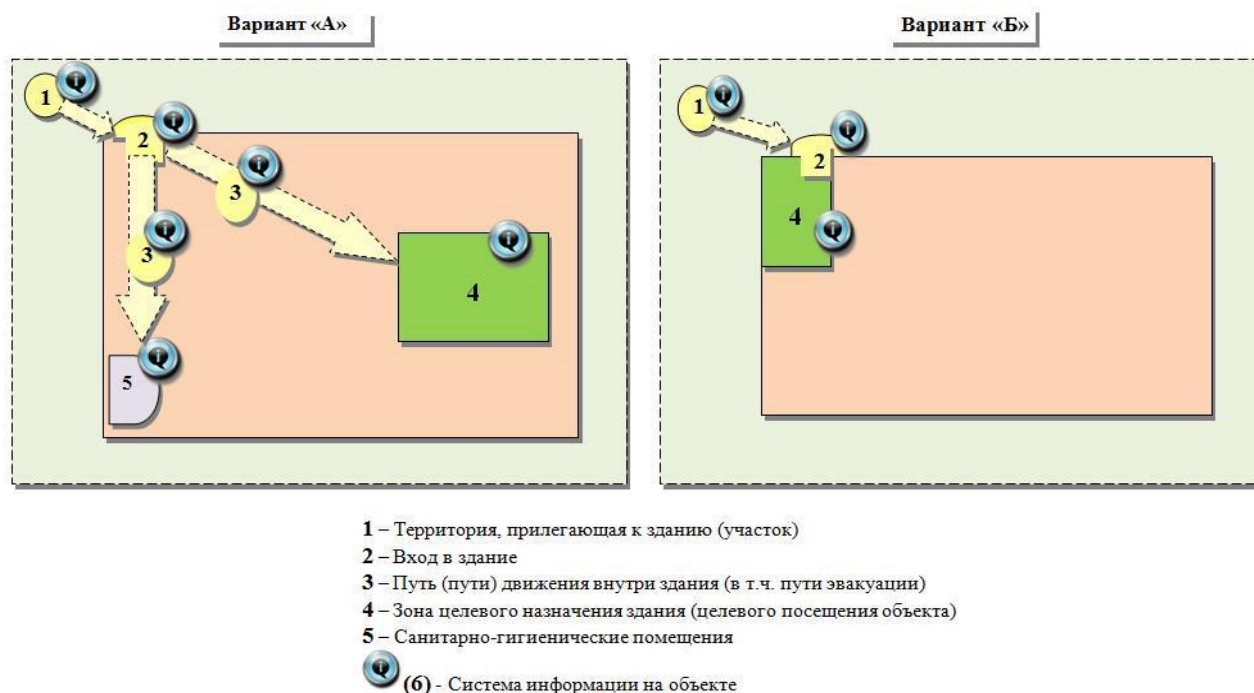 Вариант «А»
Вариант «Б»
1
2
3
3
4
5
1
2
4
1 – Территория, прилегающая к зданию (участок)
2 – Вход в здание
3 – Путь (пути) движения внутри здания (в т.ч. пути эвакуации)
4 – Зона целевого назначения здания (целевого посещения объекта)
5 – Санитарно-гигиенические помещения
(6) - Система информации на объекте